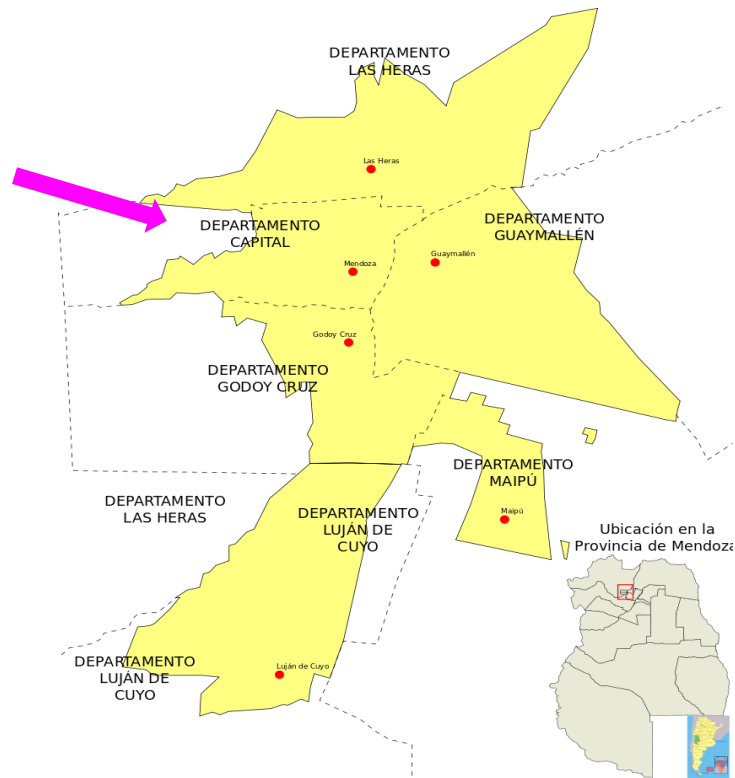 DEPARTAMENTO
LAS HERAS
Las Heras
DEPARTAMENTO
CAPITAL
DEPARTAMENTO
GUAYMALLÉN
Mendoza
Guaymallén
Godoy Cruz
DEPARTAMENTO
GODOY CRUZ
DEPARTAMENTO
MAIPÚ
Maipú
DEPARTAMENTO
LAS HERAS
DEPARTAMENTO
LUJÁN DE
CUYO
Ubicación en la
Provincia de Mendoza
DEPARTAMENTO
LUJÁN DE
CUYO
Luján de Cuyo